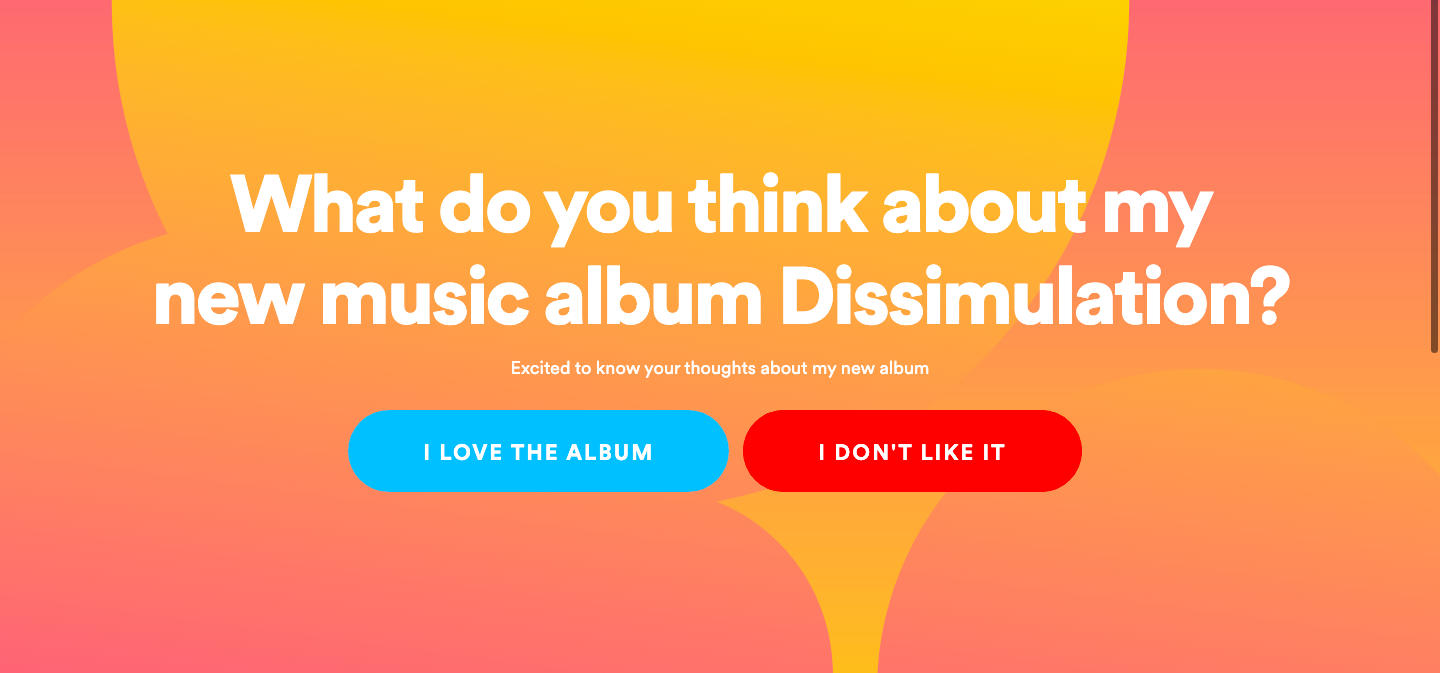 What do you think about my
new music album Dissimulation?
Excited to know your thoughts about my new album
I LOVE THE ALBUM
I DON'T LIKE IT